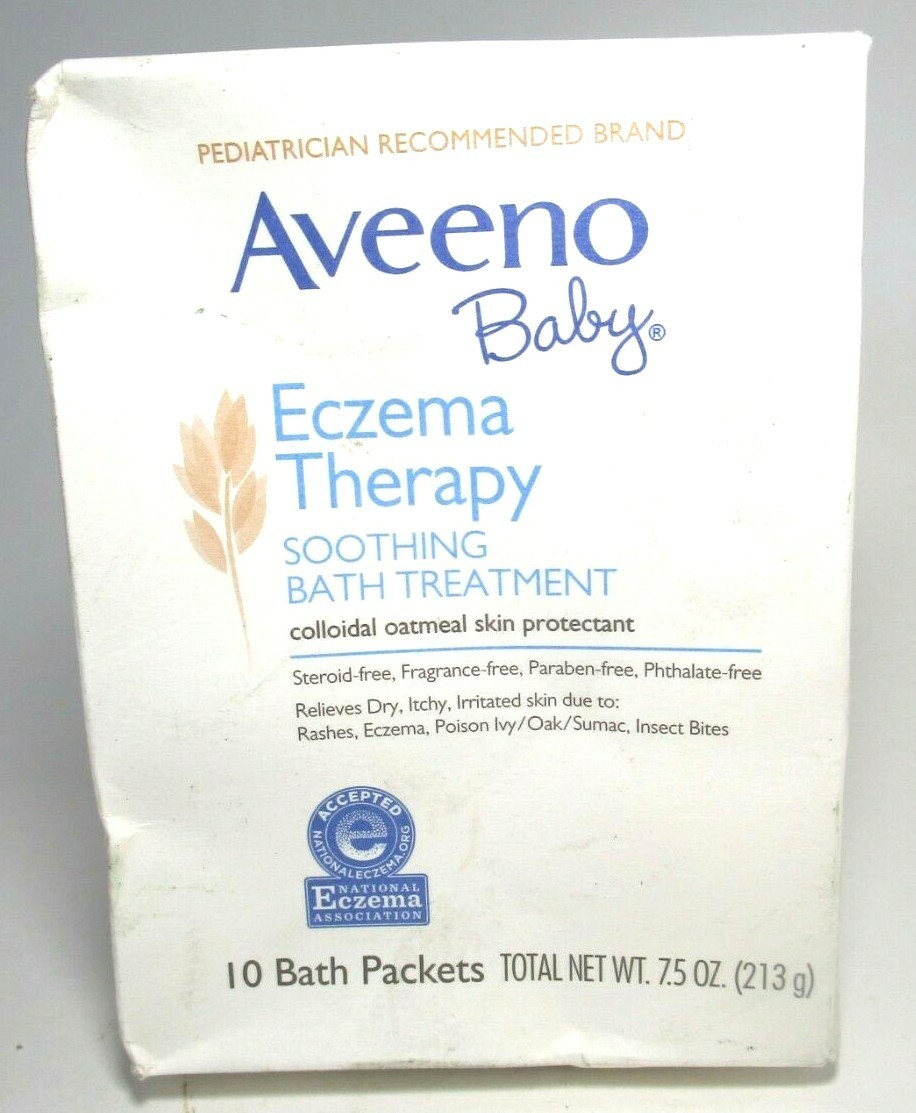 PEDIATRICIAN RECOMMENDED BRAND
Aveeno
Baby®
Eczema
Therapy
SOOTHING
BATH TREATMENT
colloidal oatmeal skin protectant
Steroid-free, Fragrance-free, Paraben-free, Phthalate-free
Relieves Dry, Itchy, Irritated skin due to:
Rashes, Eczema, Poison Ivy/Oak/Sumac, Insect Bites
ACCEPTED
e
NATIONALECZEMA.ORG
NATIONAL
Eczema
ASSOCIATION
10 Bath Packets TOTAL NET WT. 7.5 OZ. (213 g)